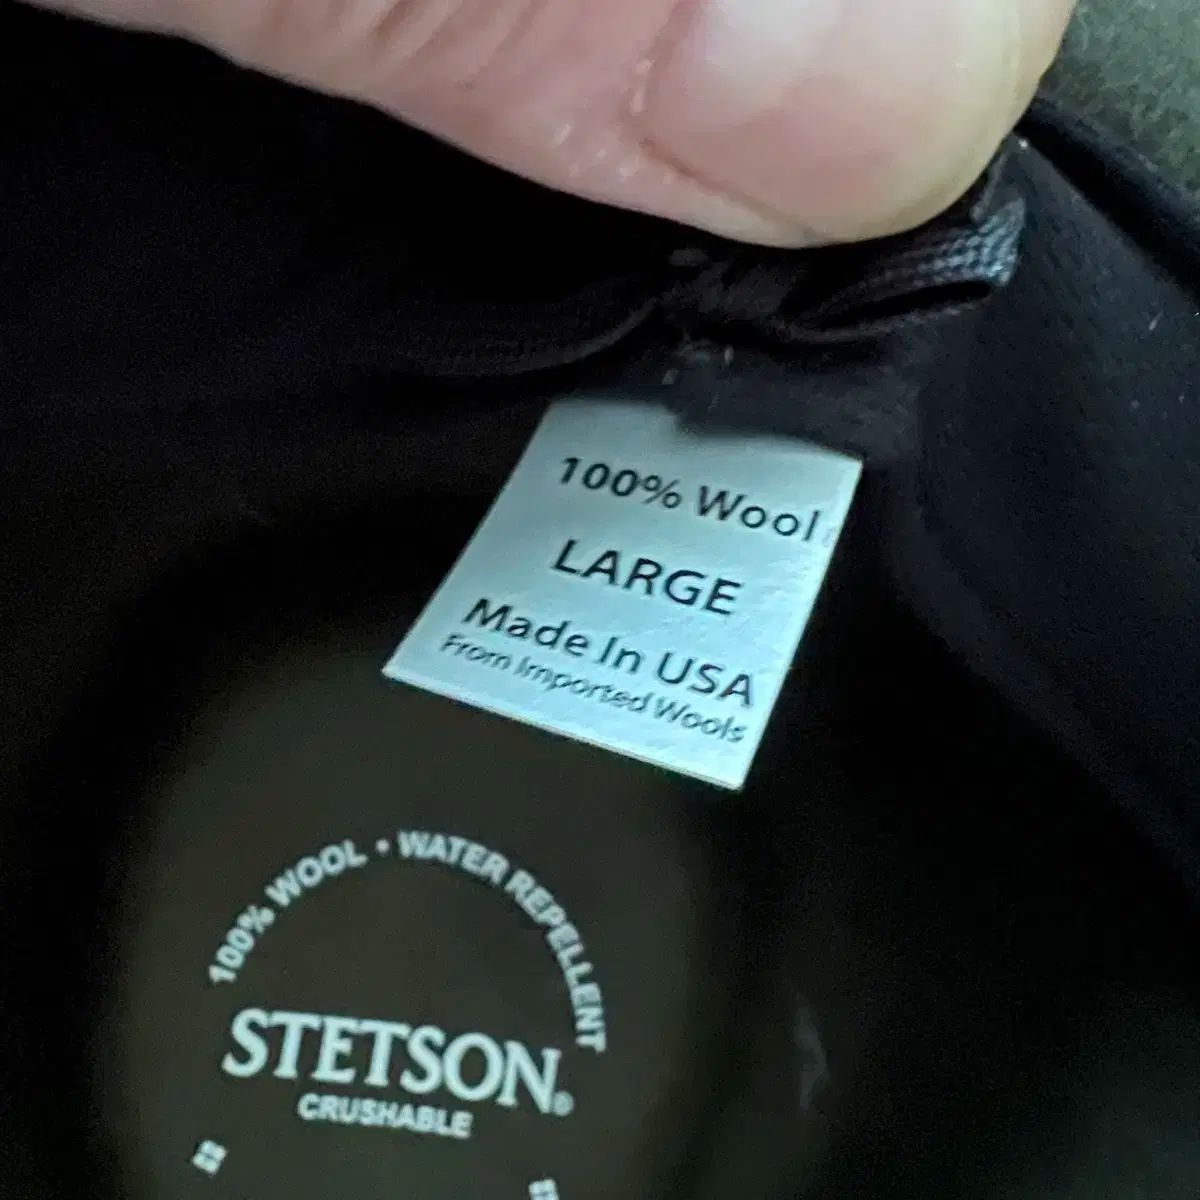 100% Wool
LARGE
Made In USA
From Imported Wools
100% WOOL • WATER REPELLENT
STETSON®
CRUSHABLE